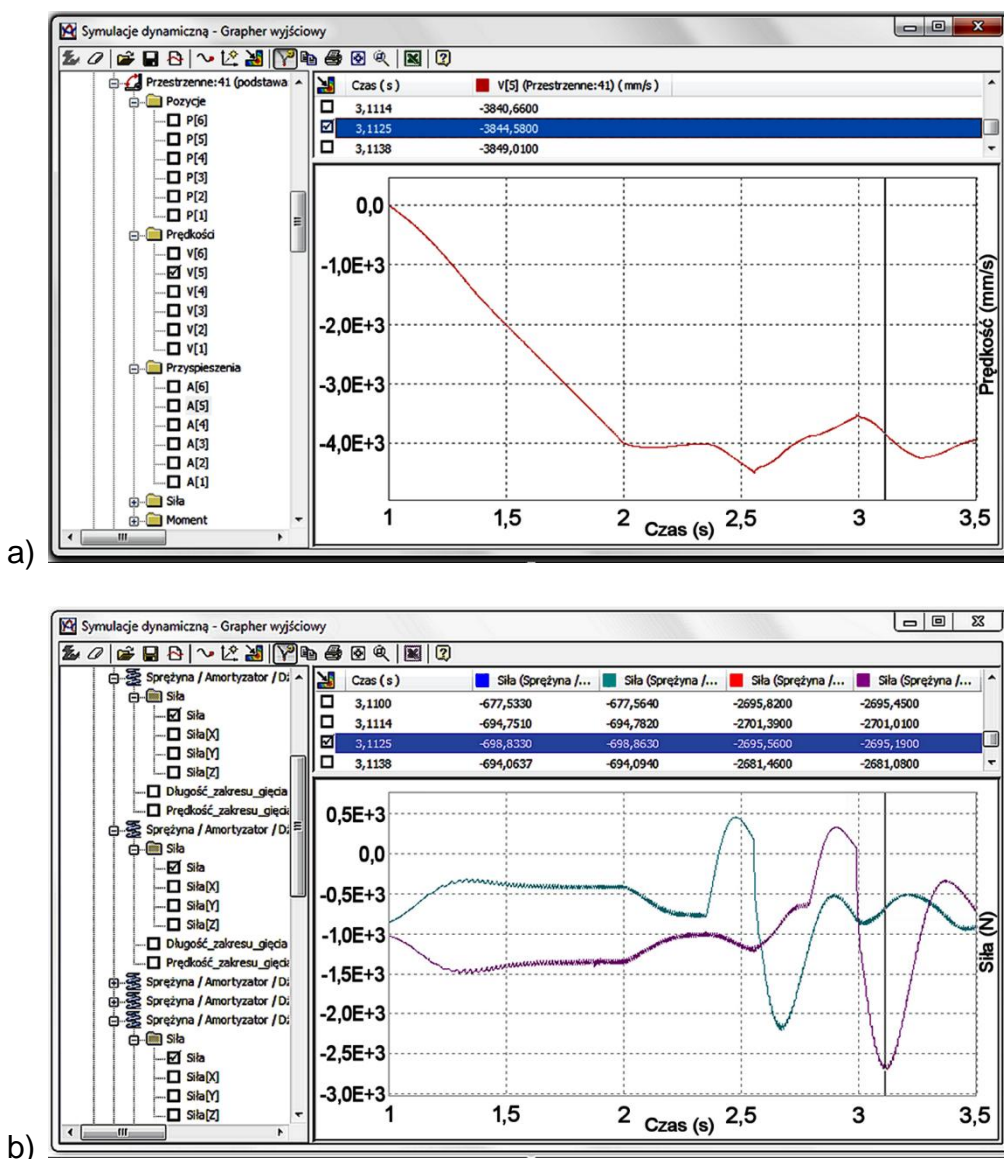 Symulacje dynamiczną - Grapher wyjściowy
Przestrzenne:41 (podstawa:
Pozycje
P[6]
P[5]
P[4]
P[3]
P[2]
P[1]
Prędkości
V[6]
V[5]
V[4]
V[3]
V[2]
V[1]
Przyspieszenia
A[6]
A[5]
A[4]
A[3]
A[2]
A[1]
Siła
Moment
Czas ( s ) V[5] (Przestrzenne:41) ( mm/s )
3,1114 -3840,6600
3,1125 -3844,5800
3,1138 -3849,0100
0,0
-1,0E+3
-2,0E+3
-3,0E+3
-4,0E+3
Prędkość (mm/s)
1 1,5 2 2,5 3 3,5
Czas (s)
a)
Symulacje dynamiczną - Grapher wyjściowy
Sprężyna / Amortyzator / Dź
Siła
Siła
Siła[X]
Siła[Y]
Siła[Z]
Długość_zakresu_gięcia
Prędkość_zakresu_gięcia
Sprężyna / Amortyzator / Dź
Siła
Siła
Siła[X]
Siła[Y]
Siła[Z]
Długość_zakresu_gięcia
Prędkość_zakresu_gięcia
Sprężyna / Amortyzator / Dź
Sprężyna / Amortyzator / Dź
Sprężyna / Amortyzator / Dź
Siła
Siła
Siła[X]
Siła[Y]
Siła[Z]
Czas ( s ) Siła (Sprężyna /... Siła (Sprężyna /... Siła (Sprężyna /... Siła (Sprężyna /...
3,1100 -677,5330 -677,5640 -2695,8200 -2695,4500
3,1114 -694,7510 -694,7820 -2701,3900 -2701,0100
3,1125 -698,8330 -698,8630 -2695,5600 -2695,1900
3,1138 -694,0637 -694,0940 -2681,4600 -2681,0800
0,5E+3
0,0
-0,5E+3
-1,0E+3
-1,5E+3
-2,0E+3
-2,5E+3
-3,0E+3
Siła (N)
1 1,5 2 2,5 3 3,5
Czas (s)
b)